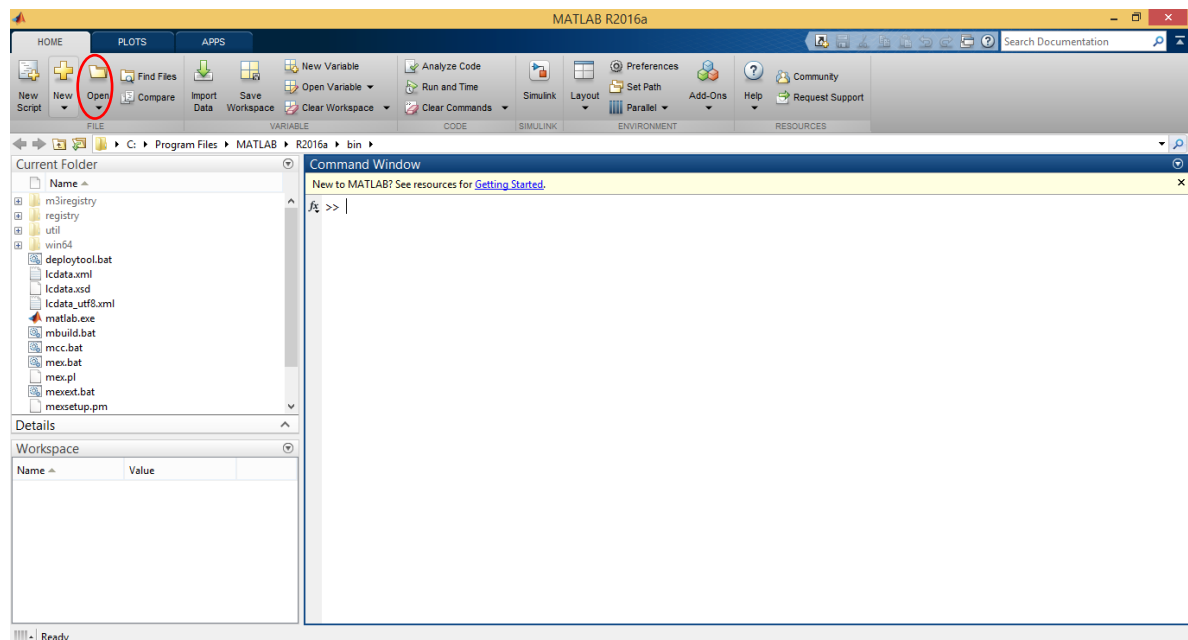 MATLAB R2016a
HOME PLOTS APPS
Search Documentation
New Script
New
Open
Find Files
Compare
Import Data
Save Workspace
New Variable
Open Variable
Clear Workspace
Analyze Code
Run and Time
Clear Commands
Simulink
Layout
Preferences
Set Path
Parallel
Add-Ons
Help
Community
Request Support
FILE VARIABLE CODE SIMULINK ENVIRONMENT RESOURCES
C: Program Files MATLAB R2016a bin
Current Folder
Name
m3iregistry
registry
util
win64
deploytool.bat
lcdata.xml
lcdata.xsd
lcdata_utf8.xml
matlab.exe
mbuild.bat
mcc.bat
mex.bat
mex.pl
mexext.bat
mexsetup.pm
Details
Workspace
Name Value
Command Window
New to MATLAB? See resources for Getting Started.
fx >>
Ready